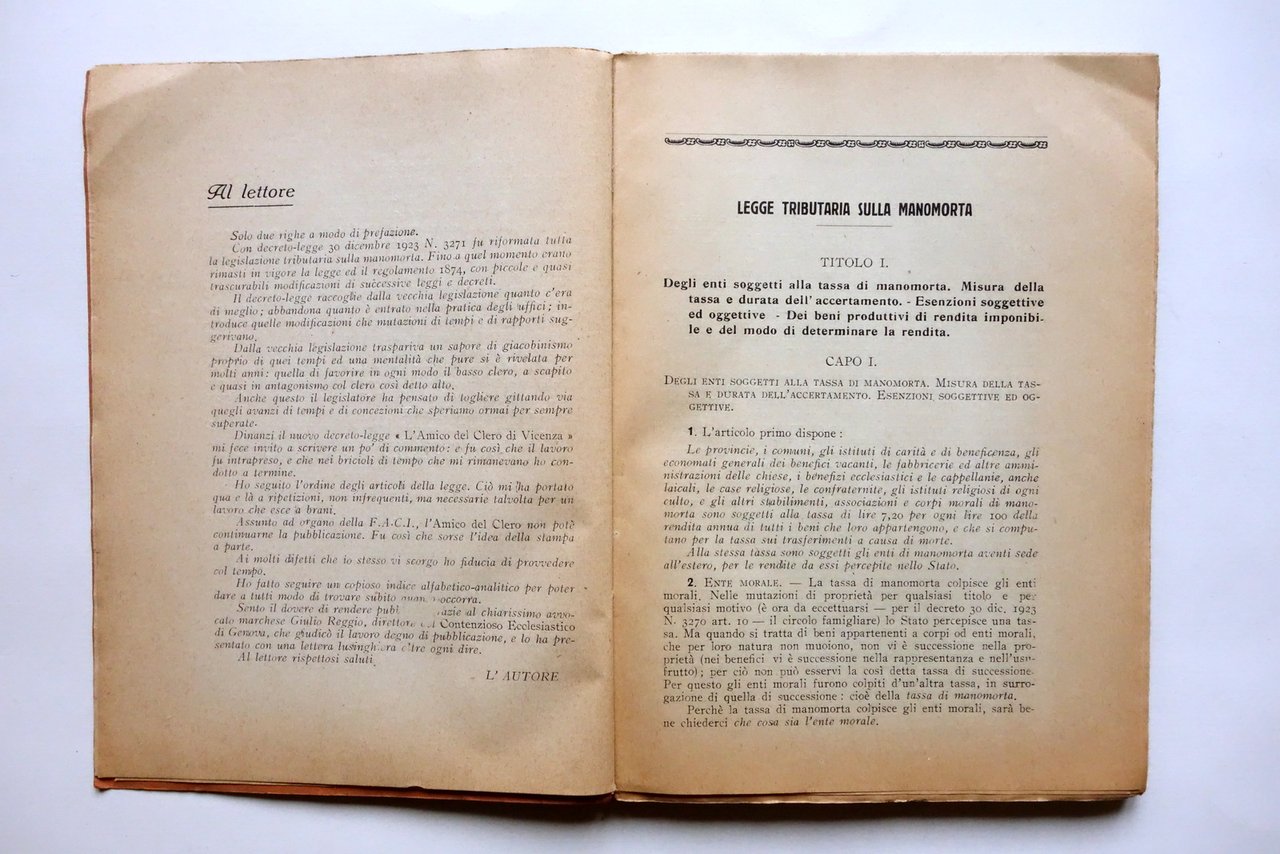 Al lettore
Solo due righe a modo di prefazione.
Con decreto-legge 30 dicembre 1923 N. 3271 fu riformata tutta
la legislazione tributaria sulla manomorta. Fino a quel momento erano
rimasti in vigore la legge ed il regolamento 1874, con piccole e quasi
trascurabili modificazioni di successive leggi e decreti.
Il decreto-legge raccoglie dalla vecchia legislazione quanto c'era
di meglio; abbandona quanto è entrato nella pratica degli uffici; in-
troduce quelle modificazioni che mutazioni di tempi e di rapporti sug-
gerivano.
Dalla vecchia legislazione traspariva un sapore di giacobinismo
proprio di quei tempi ed una mentalità che pure si è rivelata per
molti anni: quella di favorire in ogni modo il basso clero, a scapito
e quasi in antagonismo col clero così detto alto.
Anche questo il legislatore ha pensato di togliere gittando via
quegli avanzi di tempi e di concezioni che speriamo ormai per sempre
superate.
Dinanzi il nuovo decreto-legge « L'Amico del Clero di Vicenza »
mi fece invito a scrivere un po' di commento: e fu così che il lavoro
fu intrapreso, e che nei bricioli di tempo che mi rimanevano ho con-
dotto a termine.
Ho seguito l'ordine degli articoli della legge. Ciò mi ha portato
qua e là a ripetizioni, non infrequenti, ma necessarie talvolta per un
lavoro che esce a brani.
Assunto ad organo della F.A.C.I., l'Amico del Clero non potè
continuarne la pubblicazione. Fu così che sorse l'idea della stampa
a parte.
Ai molti difetti che io stesso vi scorgo ho fiducia di provvedere
col tempo.
Ho fatto seguire un copioso indice alfabetico-analitico per poter
dare a tutti modo di trovare subito occorra.
Sento il dovere di rendere pubb azie al chiarissimo avvo-
cato marchese Giulio Reggio, direttore del Contenzioso Ecclesiastico
di Genova, che giudicò il lavoro degno di pubblicazione, e lo ha pre-
sentato con una lettera lusinghiera oltre ogni dire.
Al lettore rispettosi saluti
L' AUTORE
LEGGE TRIBUTARIA SULLA MANOMORTA
TITOLO I.
Degli enti soggetti alla tassa di manomorta. Misura della
tassa e durata dell'accertamento. - Esenzioni soggettive
ed oggettive - Dei beni produttivi di rendita imponibi-
le e del modo di determinare la rendita.
CAPO I.
DEGLI ENTI SOGGETTI ALLA TASSA DI MANOMORTA. MISURA DELLA TAS-
SA E DURATA DELL'ACCERTAMENTO. ESENZIONI SOGGETTIVE ED OG-
GETTIVE.
1. L'articolo primo dispone :
Le provincie, i comuni, gli istituti di carità e di beneficenza, gli
economati generali dei benefici vacanti, le fabbricerie ed altre ammi-
nistrazioni delle chiese, i benefizi ecclesiastici e le cappellanie, anche
laicali, le case religiose, le confraternite, gli istituti religiosi di ogni
culto, e gli altri stabilimenti, associazioni e corpi morali di mano-
morta sono soggetti alla tassa di lire 7,20 per ogni lire 100 della
rendita annua di tutti i beni che loro appartengono, e che si compu-
tano per la tassa sui trasferimenti a causa di morte.
Alla stessa tassa sono soggetti gli enti di manomorta aventi sede
all'estero, per le rendite da essi percepite nello Stato.
2. ENTE MORALE. — La tassa di manomorta colpisce gli enti
morali. Nelle mutazioni di proprietà per qualsiasi titolo e per
qualsiasi motivo (è ora da eccettuarsi — per il decreto 30 dic. 1923
N. 3270 art. 10 — il circolo famigliare) lo Stato percepisce una tas-
sa. Ma quando si tratta di beni appartenenti a corpi od enti morali,
che per loro natura non muoiono, non vi è successione nella pro-
prietà (nei benefici vi è successione nella rappresentanza e nell'usu-
frutto); per ciò non può esservi la così detta tassa di successione.
Per questo gli enti morali furono colpiti d'un'altra tassa, in surro-
gazione di quella di successione : cioè della tassa di manomorta.
Perchè la tassa di manomorta colpisce gli enti morali, sarà be-
ne chiederci che cosa sia l'ente morale.